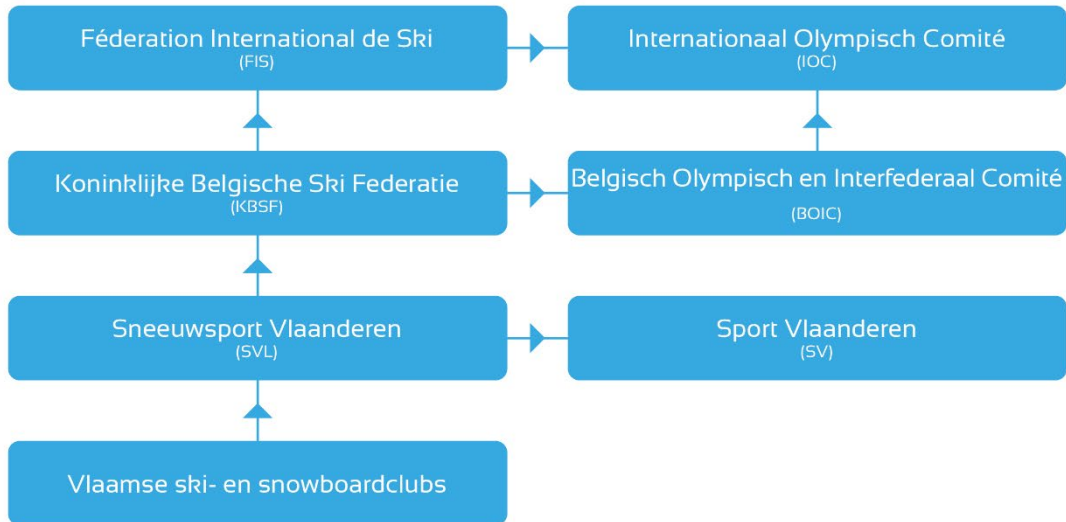 Féderation International de Ski
(FIS)
Internationaal Olympisch Comité
(IOC)
Koninklijke Belgische Ski Federatie
(KBSF)
Belgisch Olympisch en Interfederaal Comité
(BOIC)
Sneeuwsport Vlaanderen
(SVL)
Sport Vlaanderen
(SV)
Vlaamse ski- en snowboardclubs